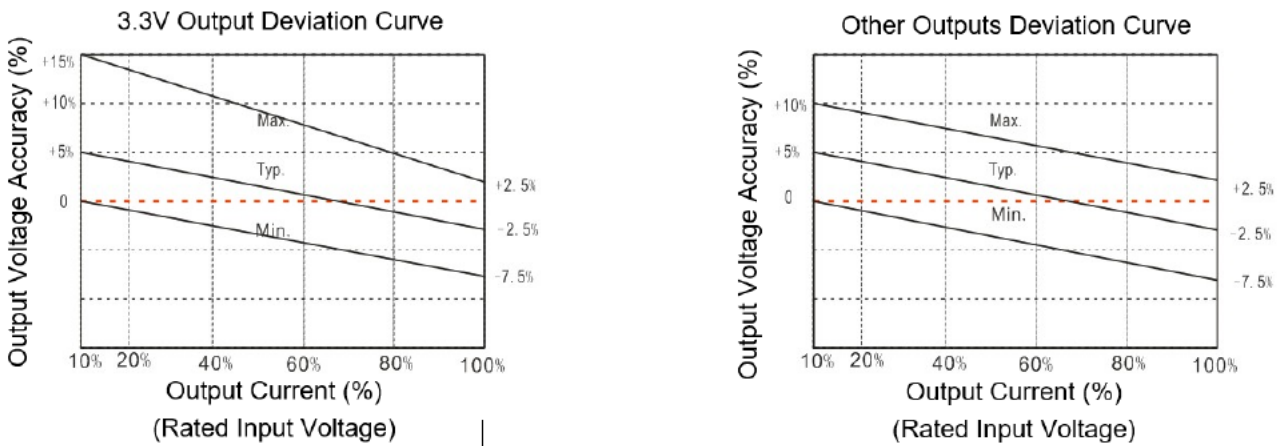 3.3V Output Deviation Curve
Output Voltage Accuracy (%)
+15%
+10%
+5%
0
Max.
Typ.
Min.
+2.5%
-2.5%
-7.5%
10% 20% 40% 60% 80% 100%
Output Current (%)
(Rated Input Voltage)
Other Outputs Deviation Curve
Output Voltage Accuracy (%)
+10%
+5%
0
Max.
Typ.
Min.
+2.5%
-2.5%
-7.5%
10% 20% 40% 60% 80% 100%
Output Current (%)
(Rated Input Voltage)